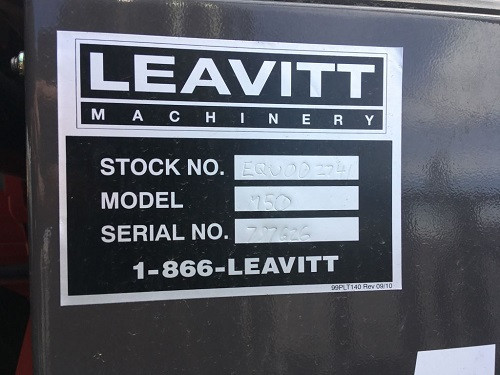 LEAVITT
MACHINERY
STOCK NO.
MODEL 750
SERIAL NO.
1-866-LEAVITT
99PLT140 Rev 09/10